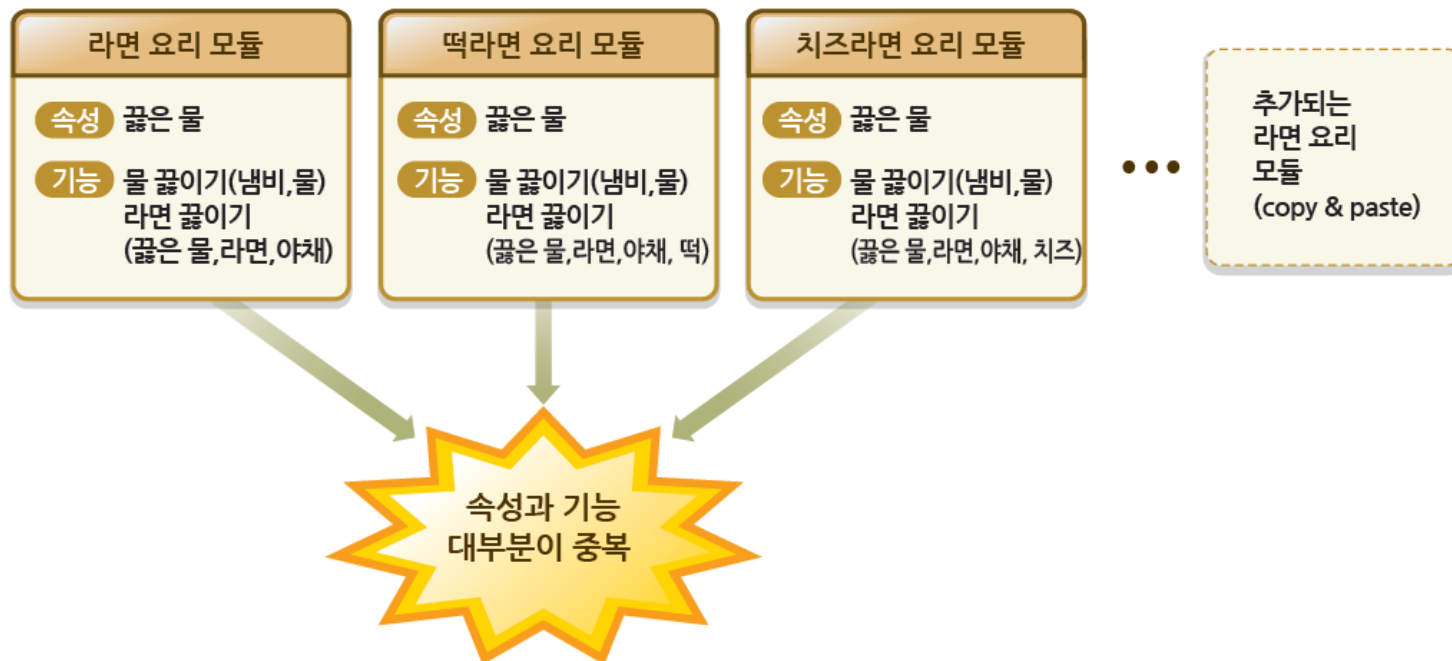 라면 요리 모듈
속성 끓은 물
기능 물 끓이기(냄비,물)
라면 끓이기
(끓은 물,라면,야채)
떡라면 요리 모듈
속성 끓은 물
기능 물 끓이기(냄비,물)
라면 끓이기
(끓은 물,라면,야채, 떡)
치즈라면 요리 모듈
속성 끓은 물
기능 물 끓이기(냄비,물)
라면 끓이기
(끓은 물,라면,야채, 치즈)
•••
추가되는
라면 요리
모듈
(copy & paste)
속성과 기능
대부분이 중복